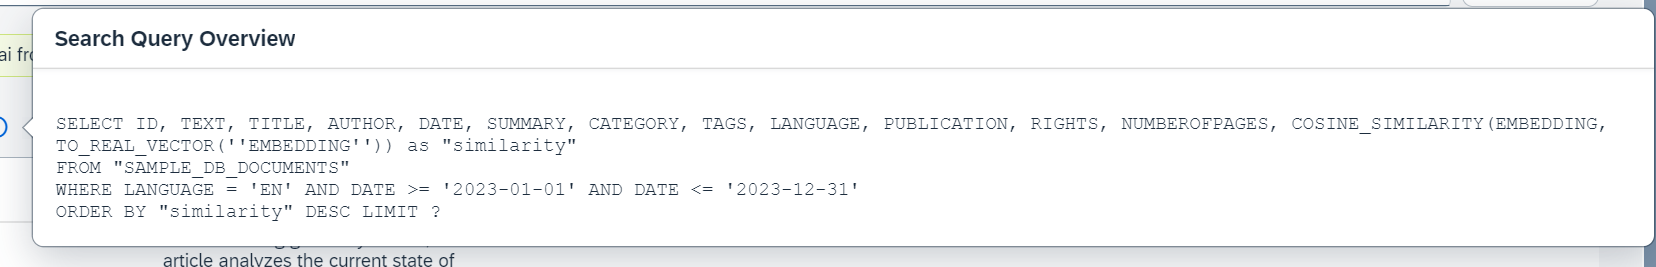 Search Query Overview
ai fro
SELECT ID, TEXT, TITLE, AUTHOR, DATE, SUMMARY, CATEGORY, TAGS, LANGUAGE, PUBLICATION, RIGHTS, NUMBEROFPAGES, COSINE_SIMILARITY(EMBEDDING,
TO_REAL_VECTOR(''EMBEDDING'')) as "similarity"
FROM "SAMPLE_DB_DOCUMENTS"
WHERE LANGUAGE = 'EN' AND DATE >= '2023-01-01' AND DATE <= '2023-12-31'
ORDER BY "similarity" DESC LIMIT ?
article analyzes the current state of